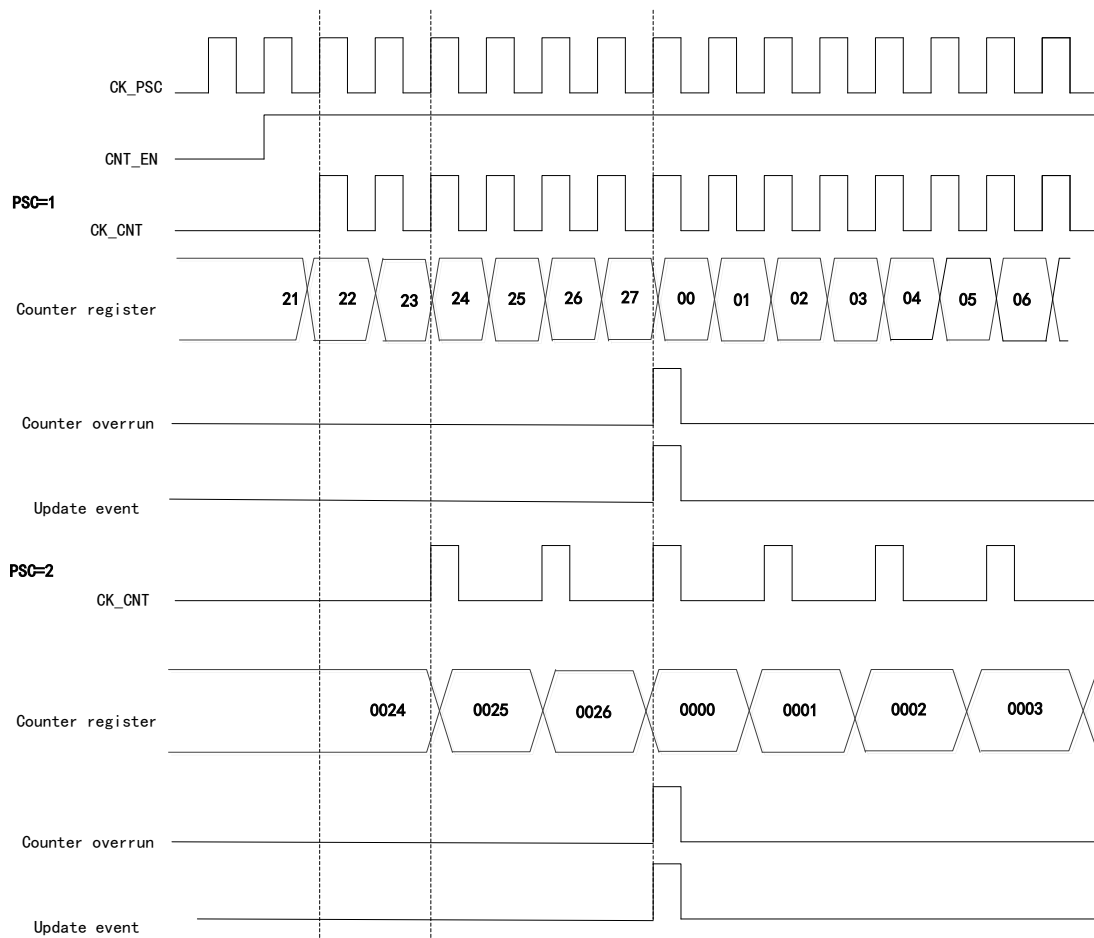 CK_PSC
CNT_EN
PSC=1
CK_CNT
Counter register 21 22 23 24 25 26 27 00 01 02 03 04 05 06
Counter overrun
Update event
PSC=2
CK_CNT
Counter register 0024 0025 0026 0000 0001 0002 0003
Counter overrun
Update event